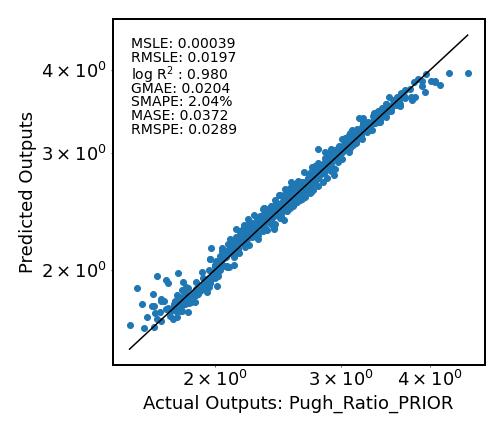 MSLE: 0.00039
RMSLE: 0.0197
log R² : 0.980
GMAE: 0.0204
SMAPE: 2.04%
MASE: 0.0372
RMSPE: 0.0289
4 × 10⁰
3 × 10⁰
2 × 10⁰
Predicted Outputs
2 × 10⁰ 3 × 10⁰ 4 × 10⁰
Actual Outputs: Pugh_Ratio_PRIOR